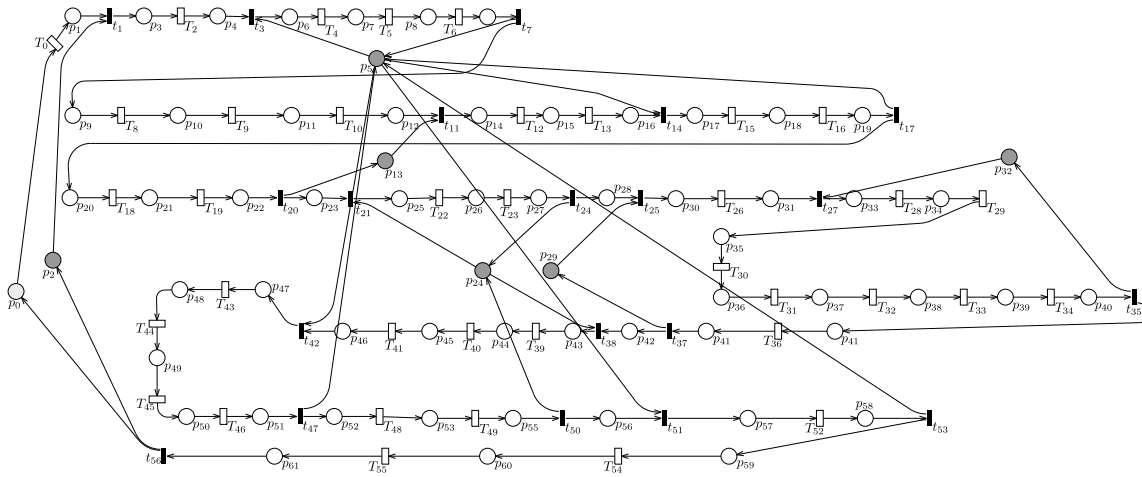 T0 p1 t1 p3 T2 p4 t3 p6 T4 p7 T5 p8 T6 t7
p5
p9 T8 p10 T9 p11 T10 p12 t11 p14 T12 p15 T13 p16 t14 p17 T15 p18 T16 p19 t17
p13 p32
p20 T18 p21 T19 p22 t20 p23 t21 p25 T22 p26 T23 p27 t24 p28 t25 p30 T26 p31 t27 p33 T28 p34 T29
p35
p2 p24 p29 T30
p0 p48 T43 p47 p36 T31 p37 T32 p38 T33 p39 T34 p40 t35
T44 t42 p46 T41 p45 T40 p44 T39 p43 t38 p42 t37 p41 T36 p41
p49
T45 p50 T46 p51 t47 p52 T48 p53 T49 p55 t50 p56 t51 p57 T52 p58 t53
t56 p61 T55 p60 T54 p59